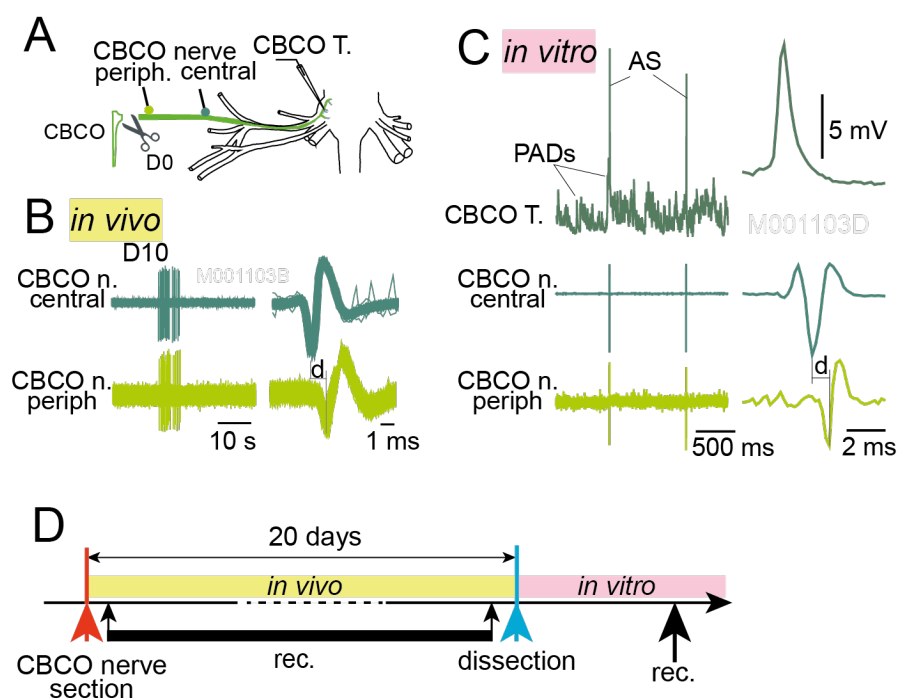 A
CBCO nerve
periph. central
CBCO T.
CBCO
D0
B
in vivo
D10
M001103B
CBCO n.
central
d
CBCO n.
periph
10 s
1 ms
C
in vitro
AS
PADs
5 mV
CBCO T.
M001103D
CBCO n.
central
d
CBCO n.
periph
500 ms
2 ms
D
20 days
in vivo
in vitro
CBCO nerve
section
rec.
dissection
rec.